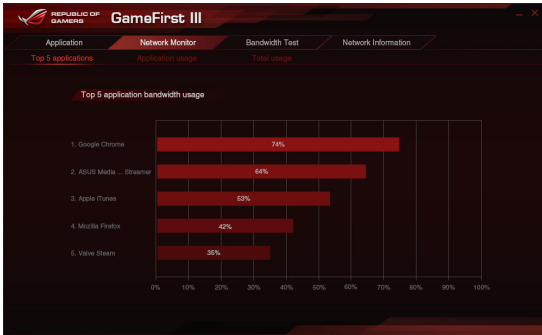 REPUBLIC OF
GAMERS
GameFirst III
Application Network Monitor Bandwidth Test Network Information
Top 5 applications Application usage Total usage
Top 5 application bandwidth usage
1. Google Chrome 74%
2. ASUS Media ... Streamer 64%
3. Apple iTunes 53%
4. Mozilla Firefox 42%
5. Valve Steam 35%
0% 10% 20% 30% 40% 50% 60% 70% 80% 90% 100%